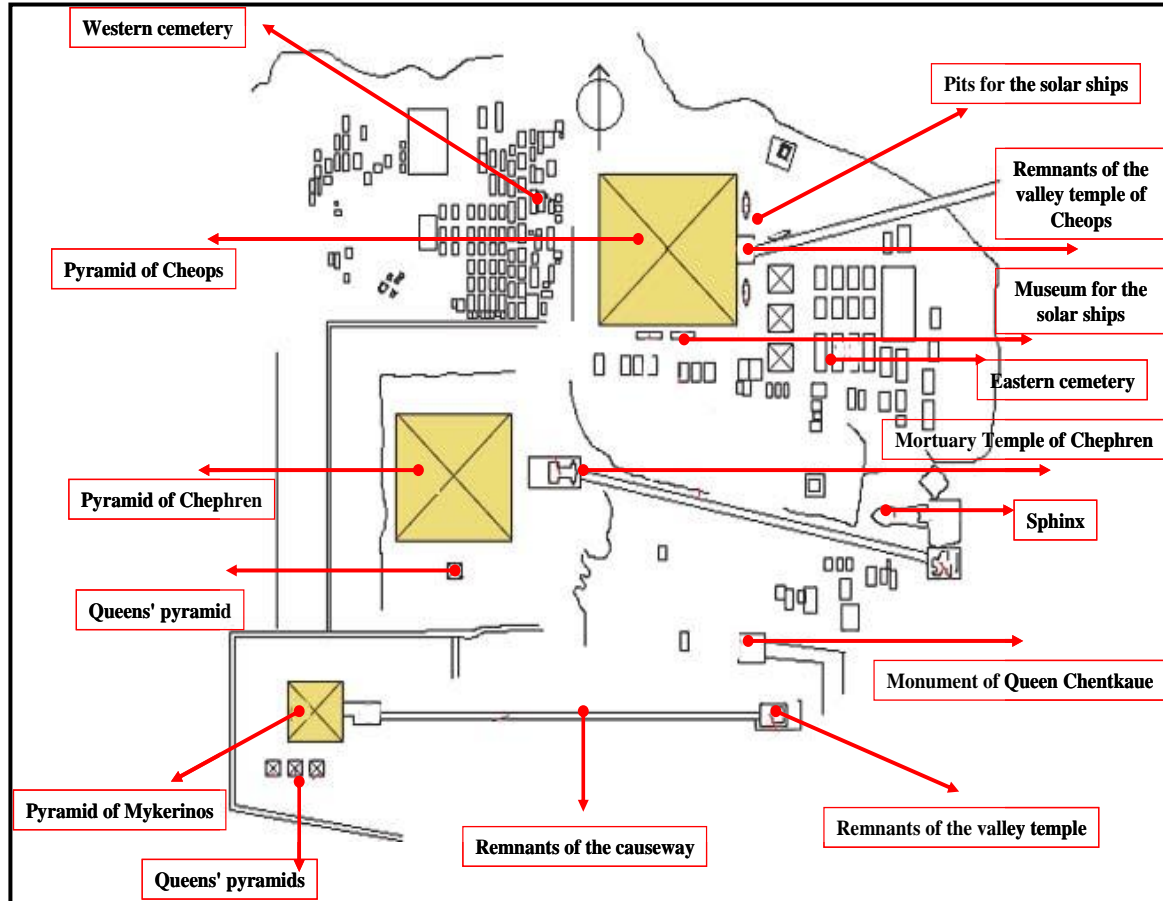 Western cemetery
Pits for the solar ships
Remnants of the
valley temple of
Cheops
Pyramid of Cheops
Museum for the
solar ships
Eastern cemetery
Mortuary Temple of Chephren
Pyramid of Chephren
Sphinx
Queens' pyramid
Monument of Queen Chentkaue
Pyramid of Mykerinos
Remnants of the causeway
Remnants of the valley temple
Queens' pyramids